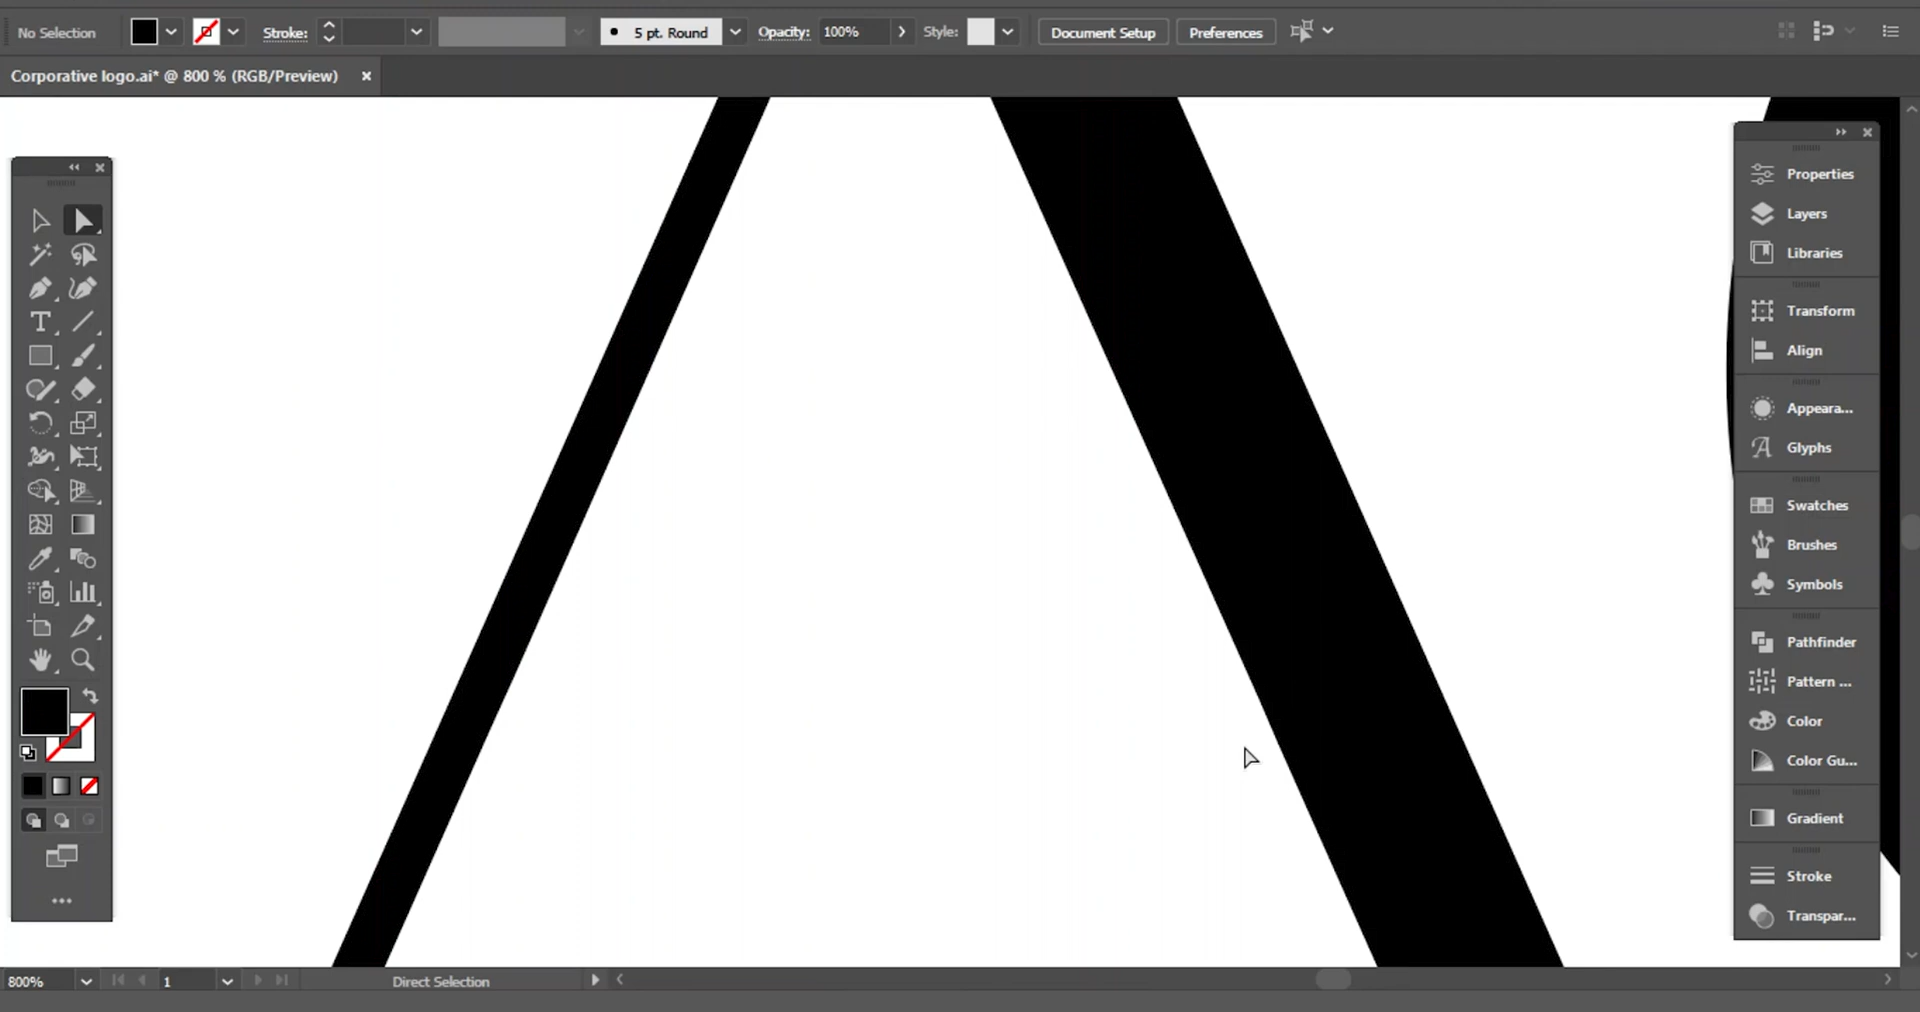 No Selection Stroke: 5 pt. Round Opacity: 100% Style: Document Setup Preferences
Corporative logo.ai* @ 800 % (RGB/Preview)
Properties
Layers
Libraries
Transform
Align
Appeara...
Glyphs
Swatches
Brushes
Symbols
Pathfinder
Pattern ...
Color
Color Gu...
Gradient
Stroke
Transpar...
800% 1 Direct Selection